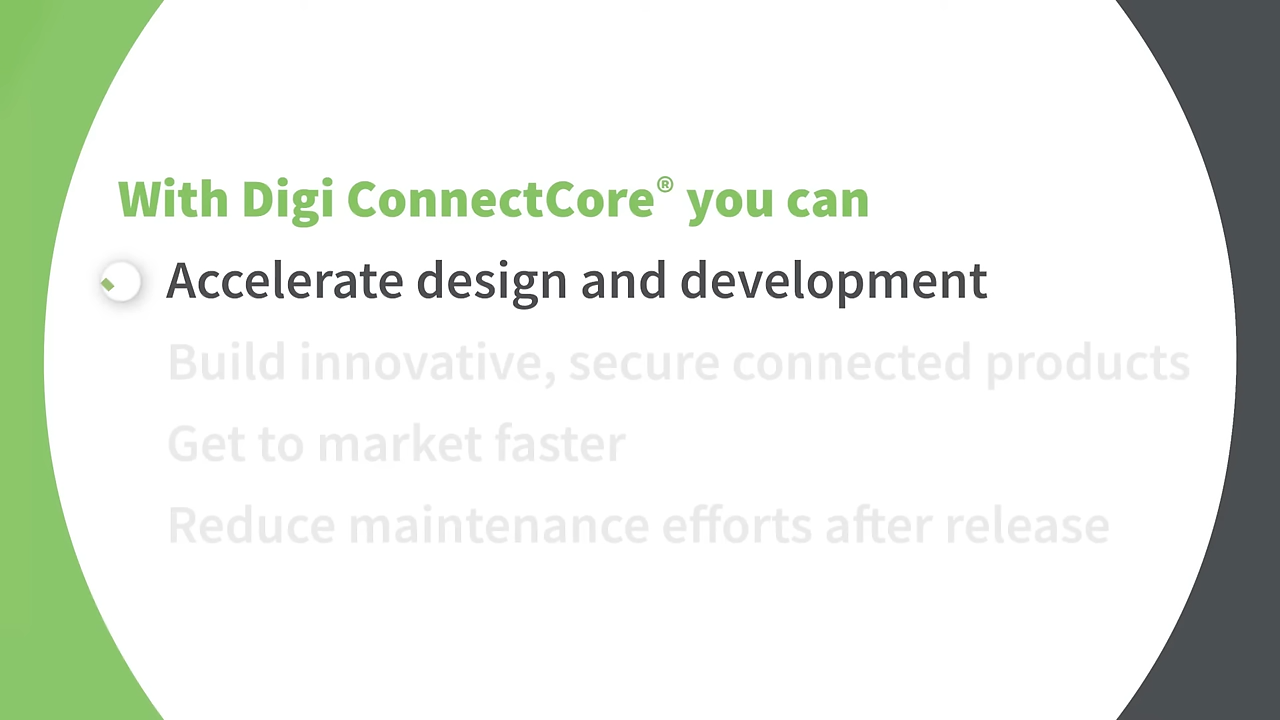 With Digi ConnectCore® you can
Accelerate design and development
Build innovative, secure connected products
Get to market faster
Reduce maintenance efforts after release